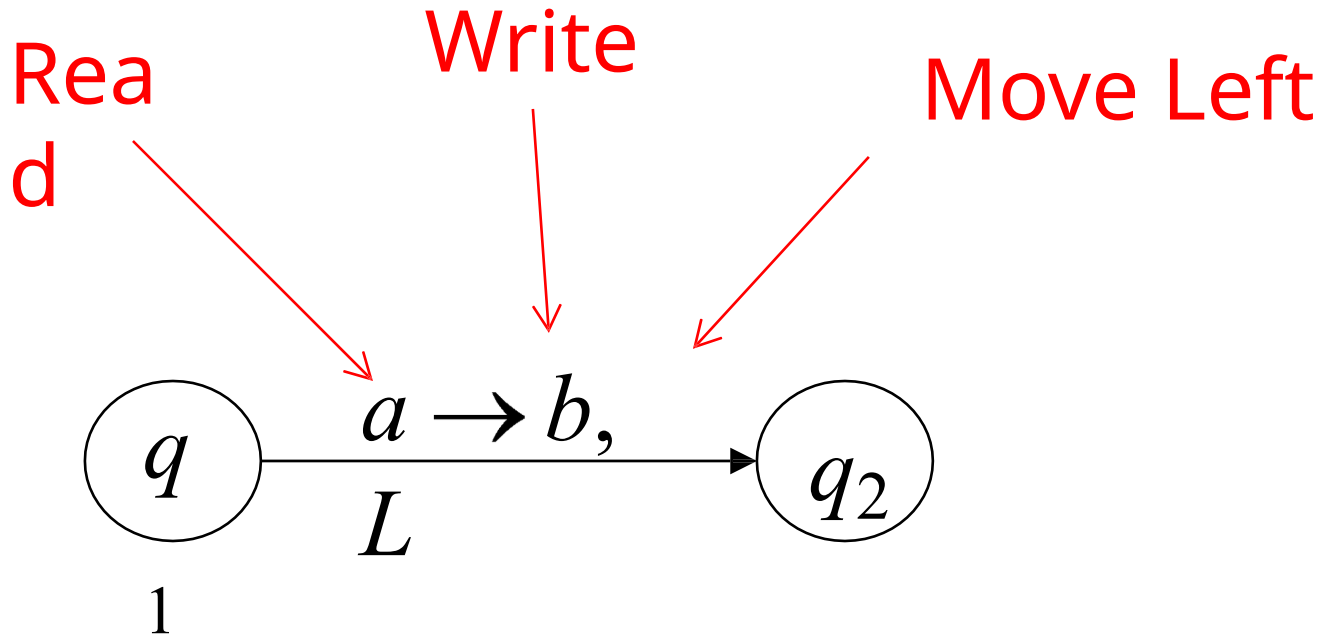 Rea
d
Write
Move Left
a → b,
L
q
1
q2